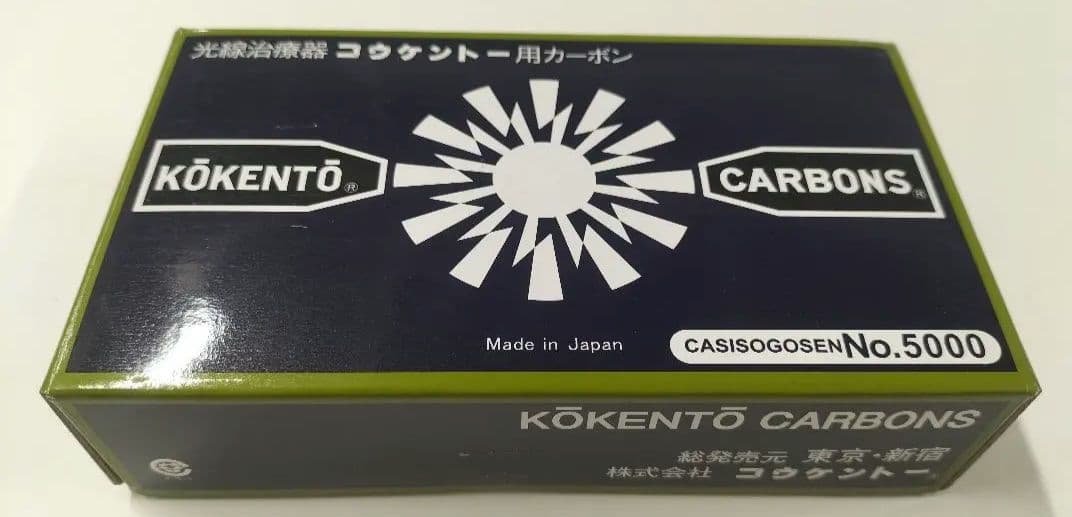 光線治療器 コウケントー用カーボン
KŌKENTŌ®
CARBONS®
Made in Japan
CASISOGOSEN No.5000
KŌKENTŌ CARBONS
総発売元 東京・新宿
株式会社 コウケントー